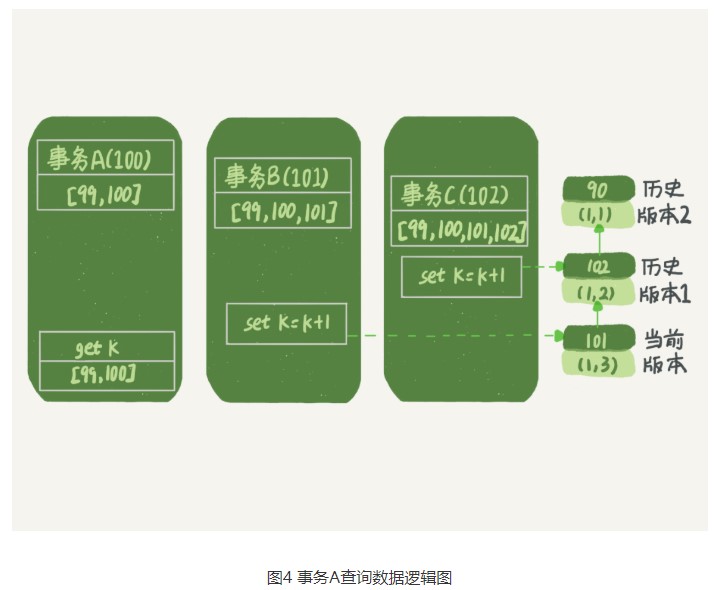 事务A(100)
[99,100]
get k
[99,100]
事务B(101)
[99,100,101]
set k=k+1
事务C(102)
[99,100,101,102]
set k=k+1
90
(1,1)
历史
版本2
102
(1,2)
历史
版本1
101
(1,3)
当前
版本
图4 事务A查询数据逻辑图